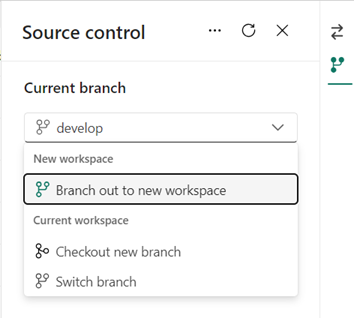 Source control
Current branch
develop
New workspace
Branch out to new workspace
Current workspace
Checkout new branch
Switch branch